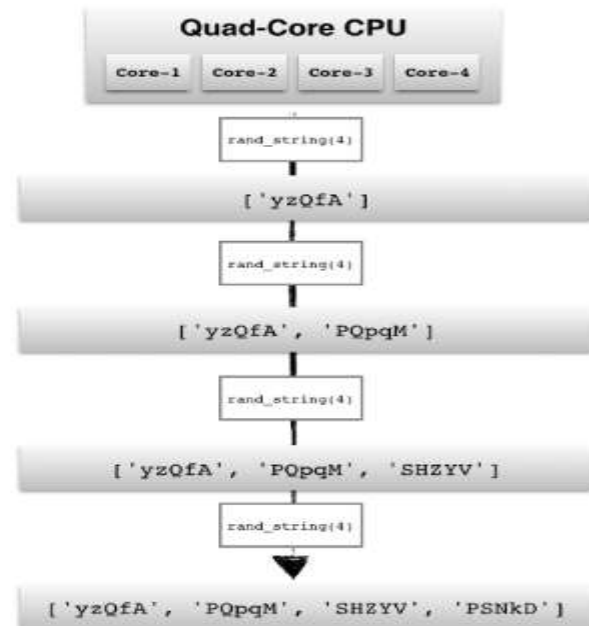 Quad-Core CPU
Core-1 Core-2 Core-3 Core-4
rand_string(4)
['yzQfA']
rand_string(4)
['yzQfA', 'PQpqM']
rand_string(4)
['yzQfA', 'PQpqM', 'SHZYV']
rand_string(4)
['yzQfA', 'PQpqM', 'SHZYV', 'PSNkD']